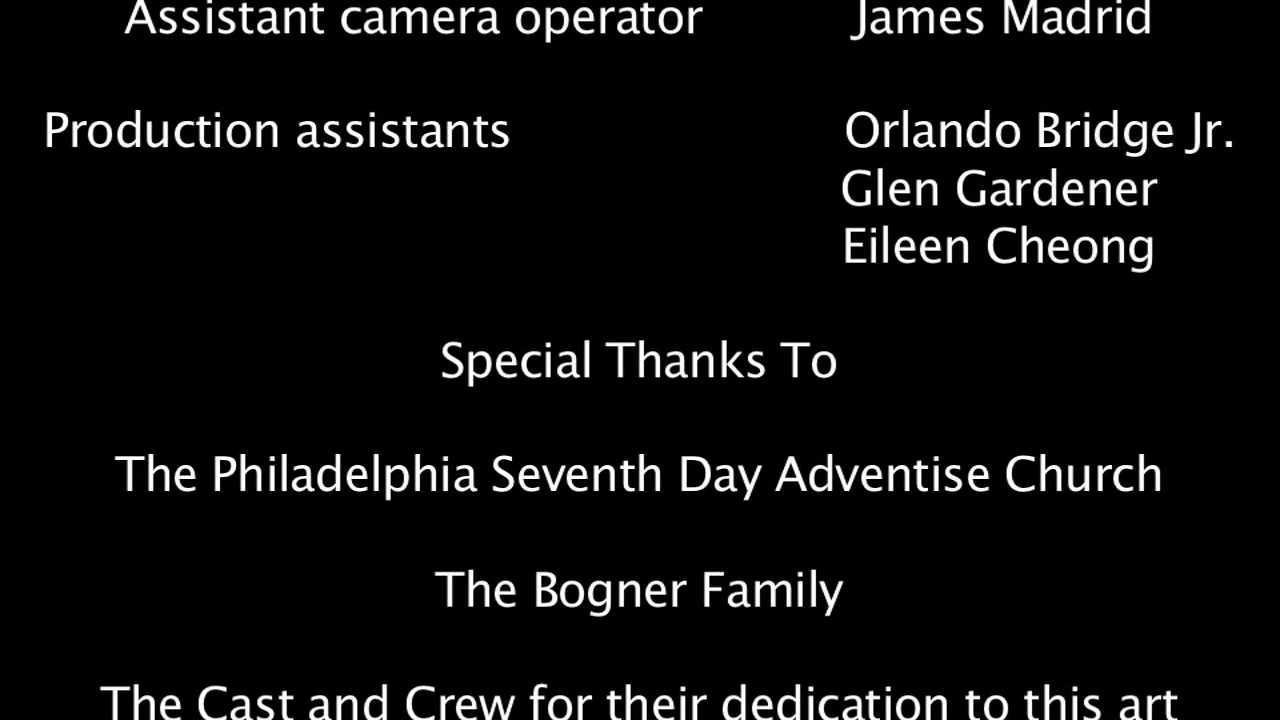 Assistant camera operator James Madrid
Production assistants Orlando Bridge Jr.
Glen Gardener
Eileen Cheong
Special Thanks To
The Philadelphia Seventh Day Adventise Church
The Bogner Family
The Cast and Crew for their dedication to this art